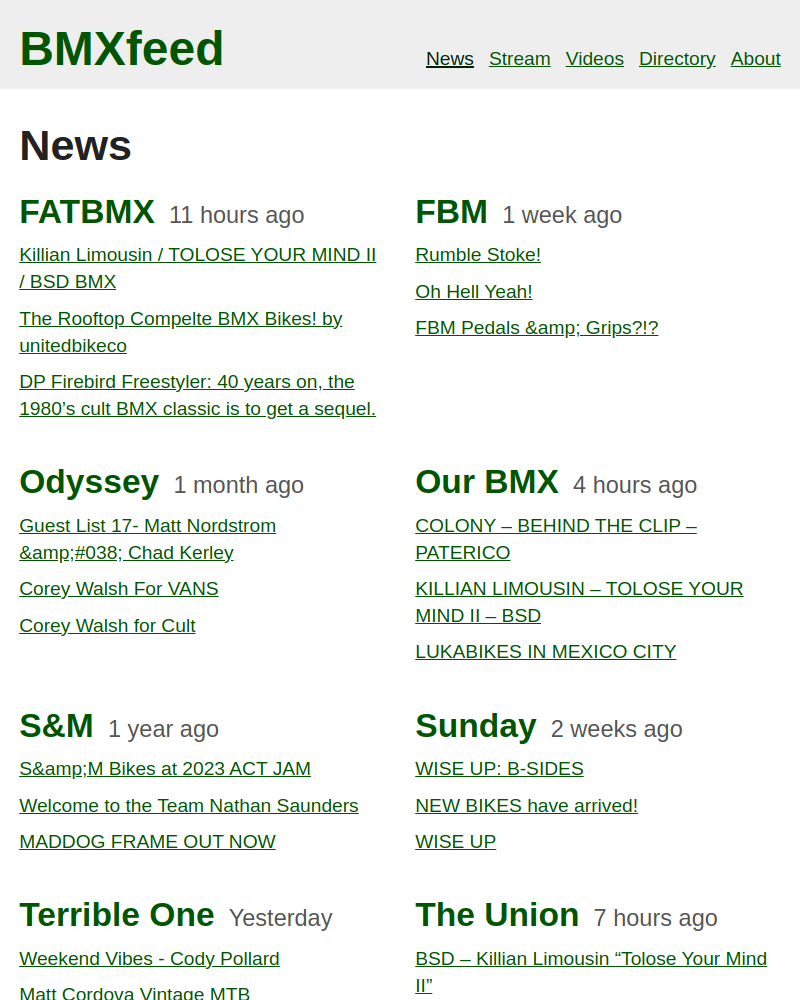 BMXfeed
News Stream Videos Directory About
News
FATBMX 11 hours ago
Killian Limousin / TOLOSE YOUR MIND II
/ BSD BMX
The Rooftop Compelte BMX Bikes! by
unitedbikeco
DP Firebird Freestyler: 40 years on, the
1980’s cult BMX classic is to get a sequel.
FBM 1 week ago
Rumble Stoke!
Oh Hell Yeah!
FBM Pedals &amp; Grips?!?
Odyssey 1 month ago
Guest List 17- Matt Nordstrom
&amp;#038; Chad Kerley
Corey Walsh For VANS
Corey Walsh for Cult
Our BMX 4 hours ago
COLONY – BEHIND THE CLIP –
PATERICO
KILLIAN LIMOUSIN – TOLOSE YOUR
MIND II – BSD
LUKABIKES IN MEXICO CITY
S&M 1 year ago
S&amp;M Bikes at 2023 ACT JAM
Welcome to the Team Nathan Saunders
MADDOG FRAME OUT NOW
Sunday 2 weeks ago
WISE UP: B-SIDES
NEW BIKES have arrived!
WISE UP
Terrible One Yesterday
Weekend Vibes - Cody Pollard
Matt Cordova Vintage MTB
The Union 7 hours ago
BSD – Killian Limousin “Tolose Your Mind
II”